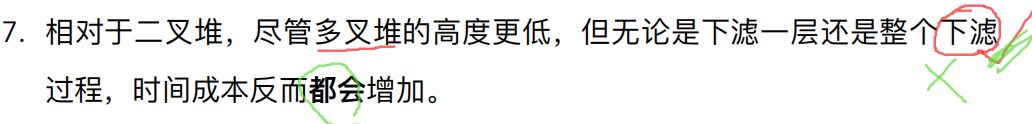 7. 相对于二叉堆，尽管多叉堆的高度更低，但无论是下滤一层还是整个下滤
过程，时间成本反而都会增加。